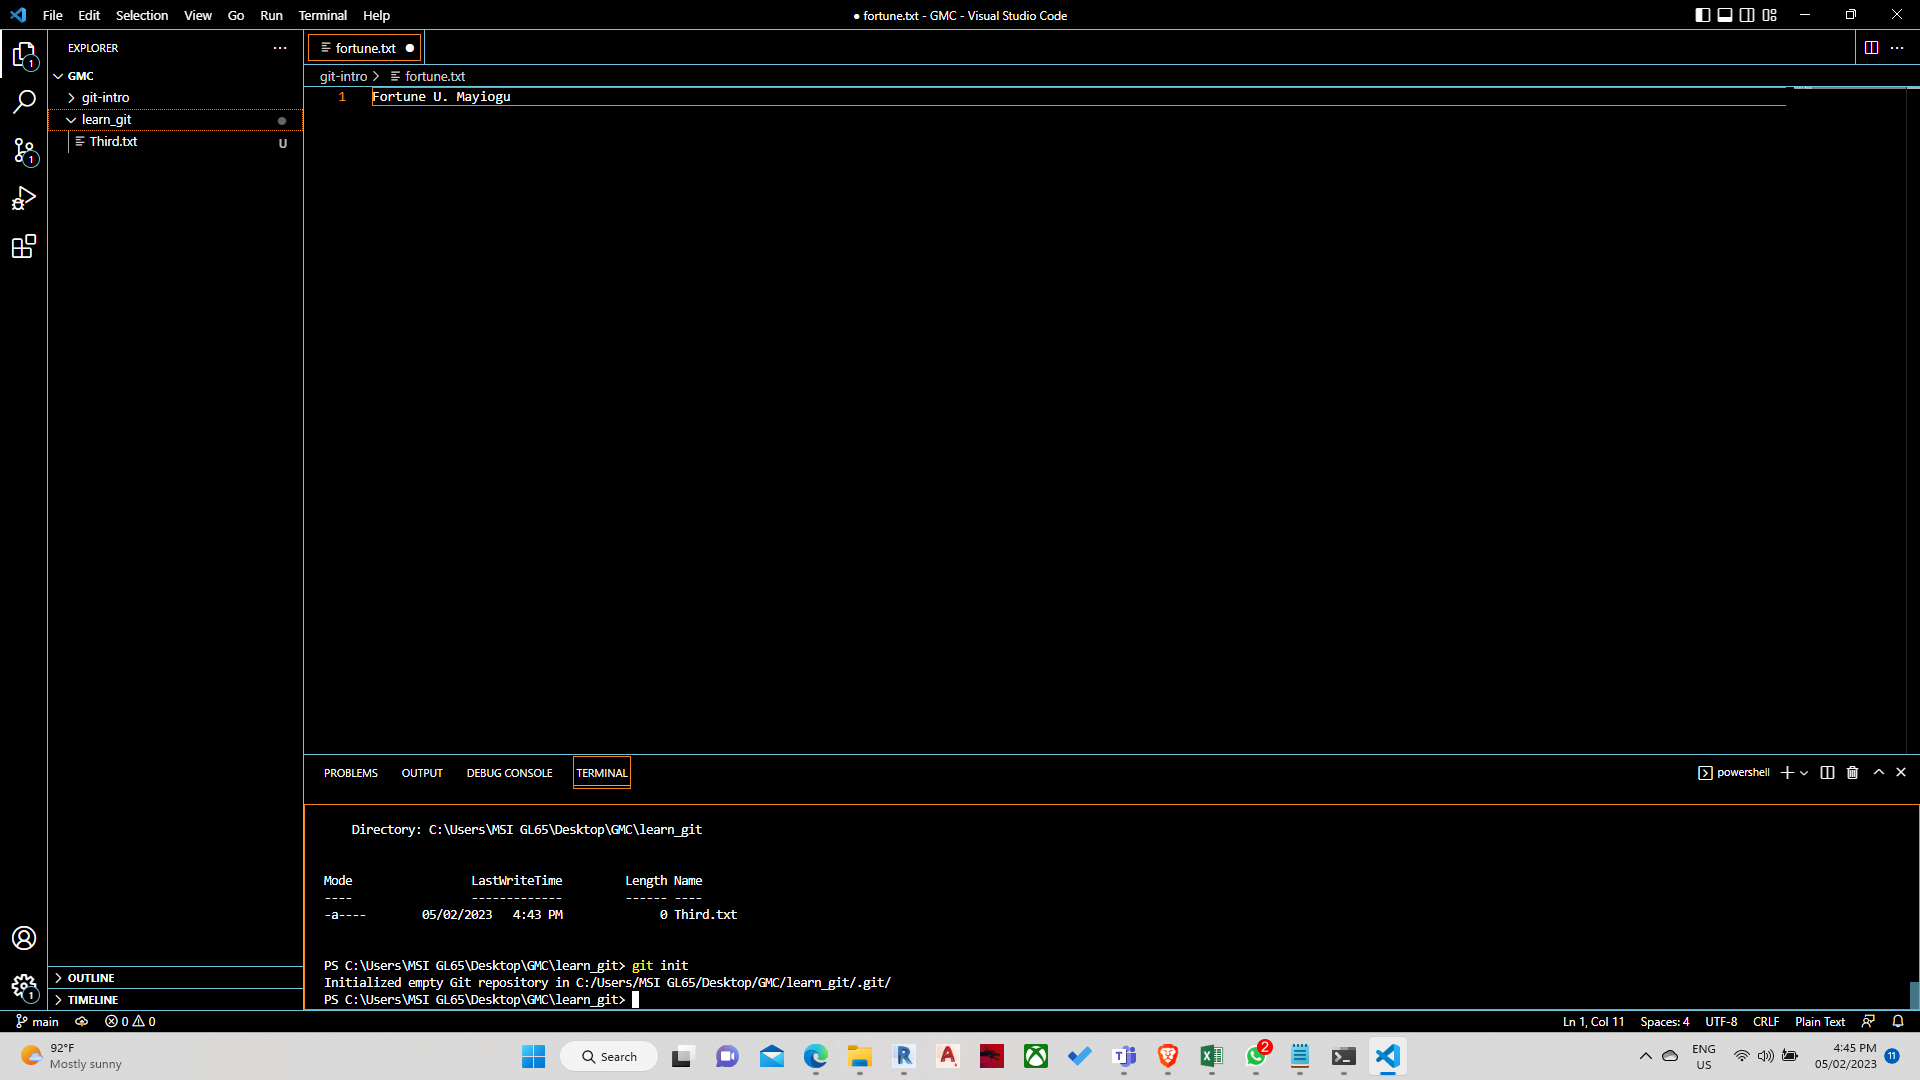 File Edit Selection View Go Run Terminal Help
● fortune.txt - GMC - Visual Studio Code
EXPLORER
GMC
git-intro
learn_git
Third.txt U
1
1
1
fortune.txt
git-intro > fortune.txt
1 Fortune U. Mayiogu
PROBLEMS OUTPUT DEBUG CONSOLE TERMINAL
powershell
Directory: C:\Users\MSI GL65\Desktop\GMC\learn_git
Mode LastWriteTime Length Name
---- ------------- ------ ----
-a---- 05/02/2023 4:43 PM 0 Third.txt
PS C:\Users\MSI GL65\Desktop\GMC\learn_git> git init
Initialized empty Git repository in C:/Users/MSI GL65/Desktop/GMC/learn_git/.git/
PS C:\Users\MSI GL65\Desktop\GMC\learn_git>
OUTLINE
TIMELINE
main 0 0
Ln 1, Col 11 Spaces: 4 UTF-8 CRLF Plain Text
92°F
Mostly sunny
Search
R
A
2
ENG
US
4:45 PM
05/02/2023
11